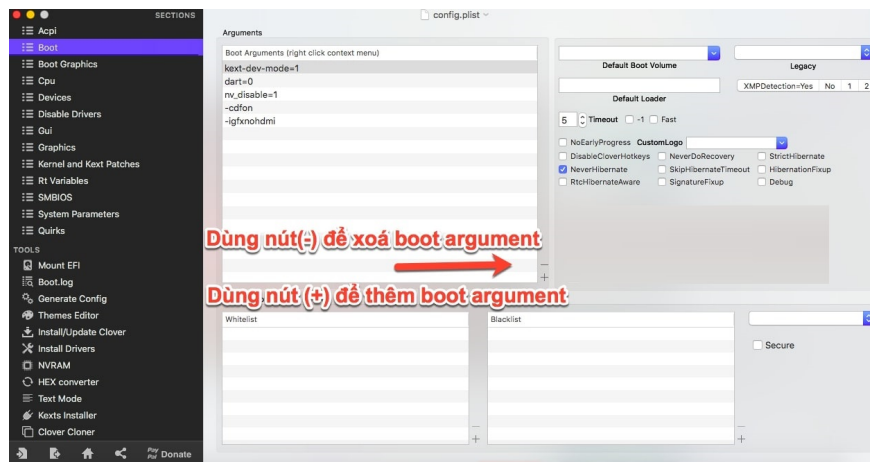 SECTIONS
config.plist
Acpi
Boot
Boot Graphics
Cpu
Devices
Disable Drivers
Gui
Graphics
Kernel and Kext Patches
Rt Variables
SMBIOS
System Parameters
Quirks
TOOLS
Mount EFI
Boot.log
Generate Config
Themes Editor
Install/Update Clover
Install Drivers
NVRAM
HEX converter
Text Mode
Kexts Installer
Clover Cloner
Pay Pal Donate
Arguments
Boot Arguments (right click context menu)
kext-dev-mode=1
dart=0
nv_disable=1
-cdfon
-igfxnohdmi
Dùng nút(-) để xoá boot argument
Dùng nút (+) để thêm boot argument
Default Boot Volume
Legacy
Default Loader
XMPDetection=Yes No 1 2
5 Timeout -1 Fast
NoEarlyProgress CustomLogo
DisableCloverHotkeys NeverDoRecovery StrictHibernate
NeverHibernate SkipHibernateTimeout HibernationFixup
RtcHibernateAware SignatureFixup Debug
Whitelist
Blacklist
Secure